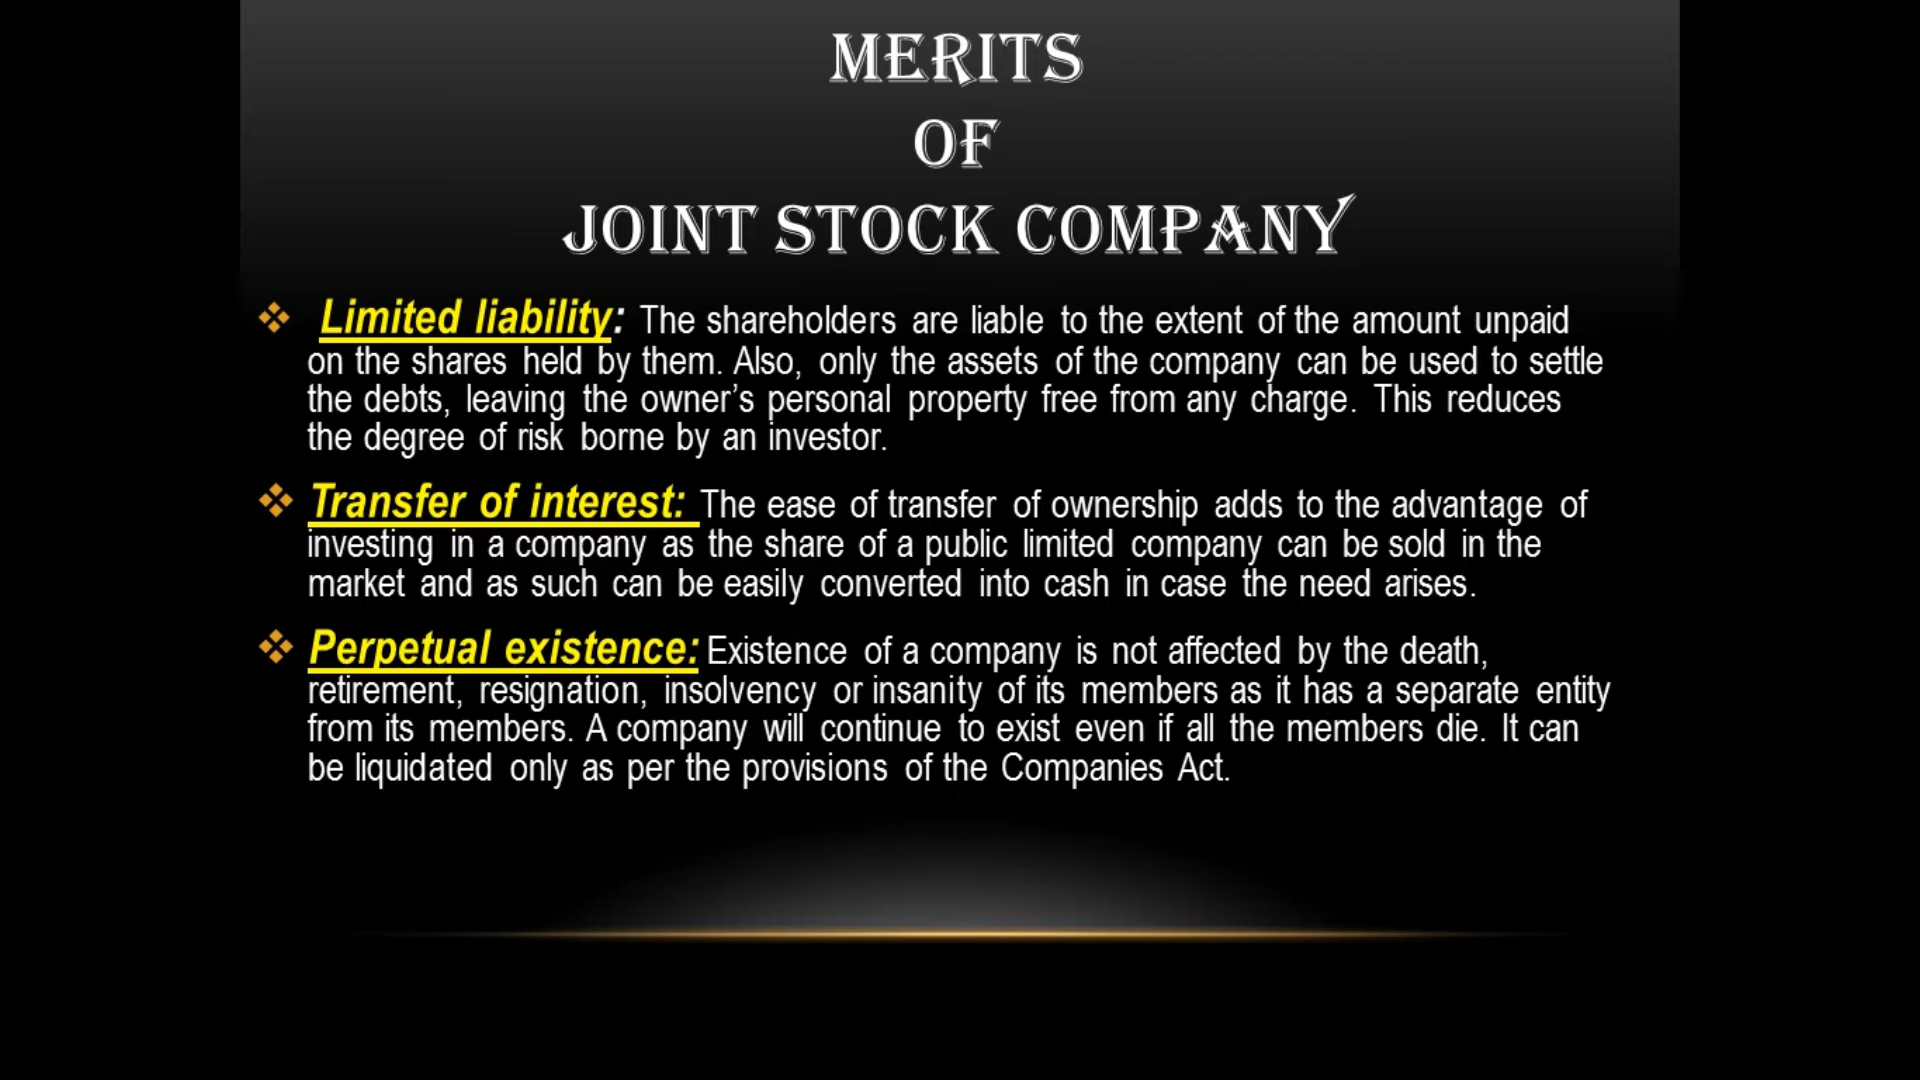 MERITS
OF
JOINT STOCK COMPANY
❖ Limited liability: The shareholders are liable to the extent of the amount unpaid
on the shares held by them. Also, only the assets of the company can be used to settle
the debts, leaving the owner’s personal property free from any charge. This reduces
the degree of risk borne by an investor.
❖ Transfer of interest: The ease of transfer of ownership adds to the advantage of
investing in a company as the share of a public limited company can be sold in the
market and as such can be easily converted into cash in case the need arises.
❖ Perpetual existence: Existence of a company is not affected by the death,
retirement, resignation, insolvency or insanity of its members as it has a separate entity
from its members. A company will continue to exist even if all the members die. It can
be liquidated only as per the provisions of the Companies Act.